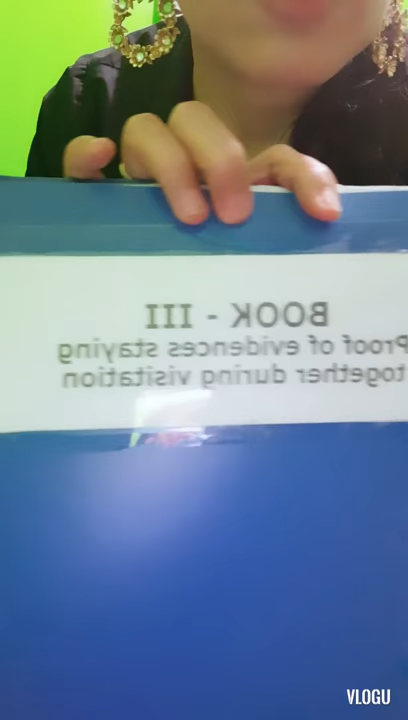 BOOK - III
Proof of evidences staying
together during visitation
VLOGU